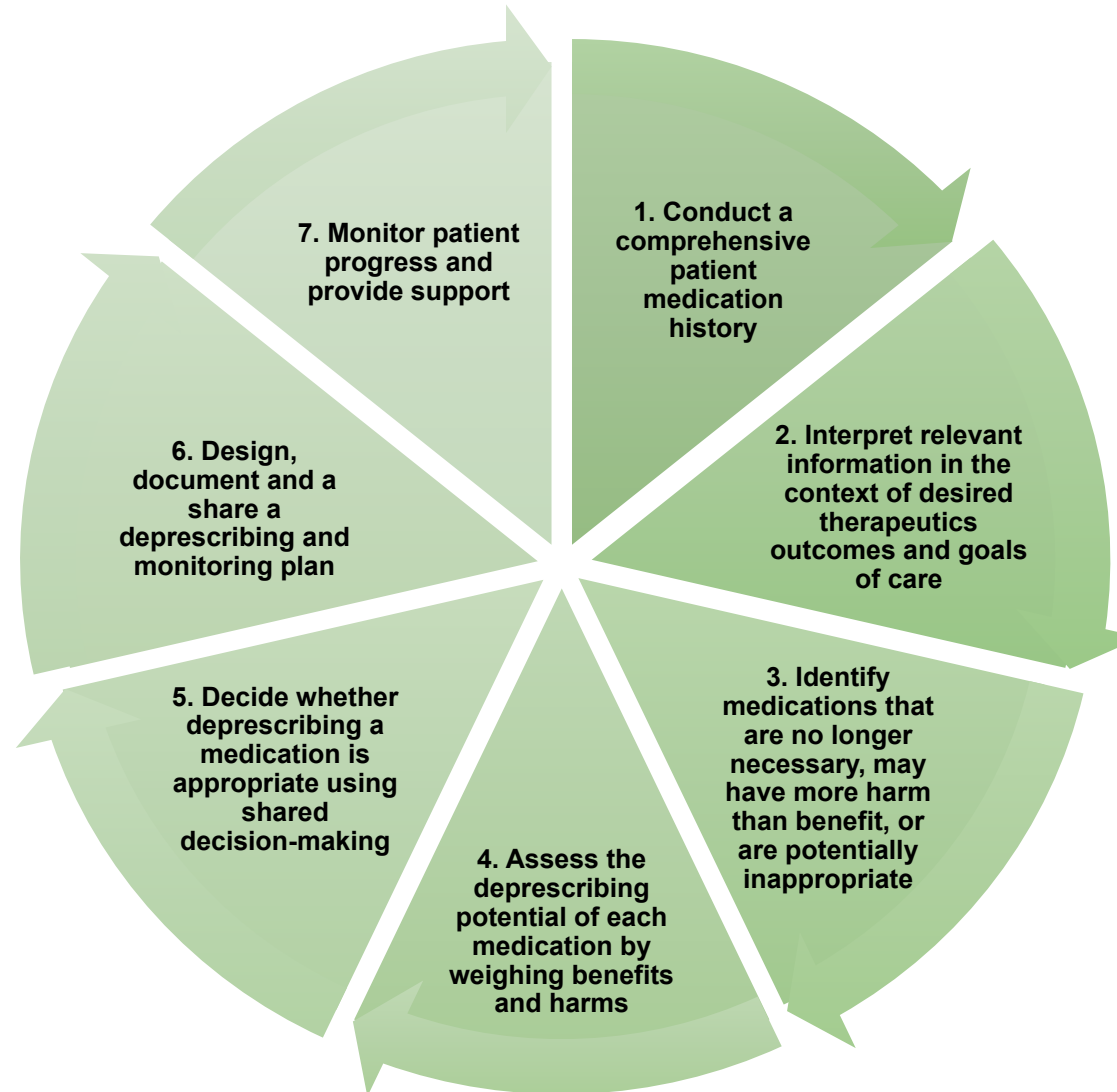 1. Conduct a
comprehensive
patient
medication
history
2. Interpret relevant
information in the
context of desired
therapeutics
outcomes and goals
of care
3. Identify
medications that
are no longer
necessary, may
have more harm
than benefit, or
are potentially
inappropriate
4. Assess the
deprescribing
potential of each
medication by
weighing benefits
and harms
5. Decide whether
deprescribing a
medication is
appropriate using
shared
decision-making
6. Design,
document and a
share a
deprescribing and
monitoring plan
7. Monitor patient
progress and
provide support